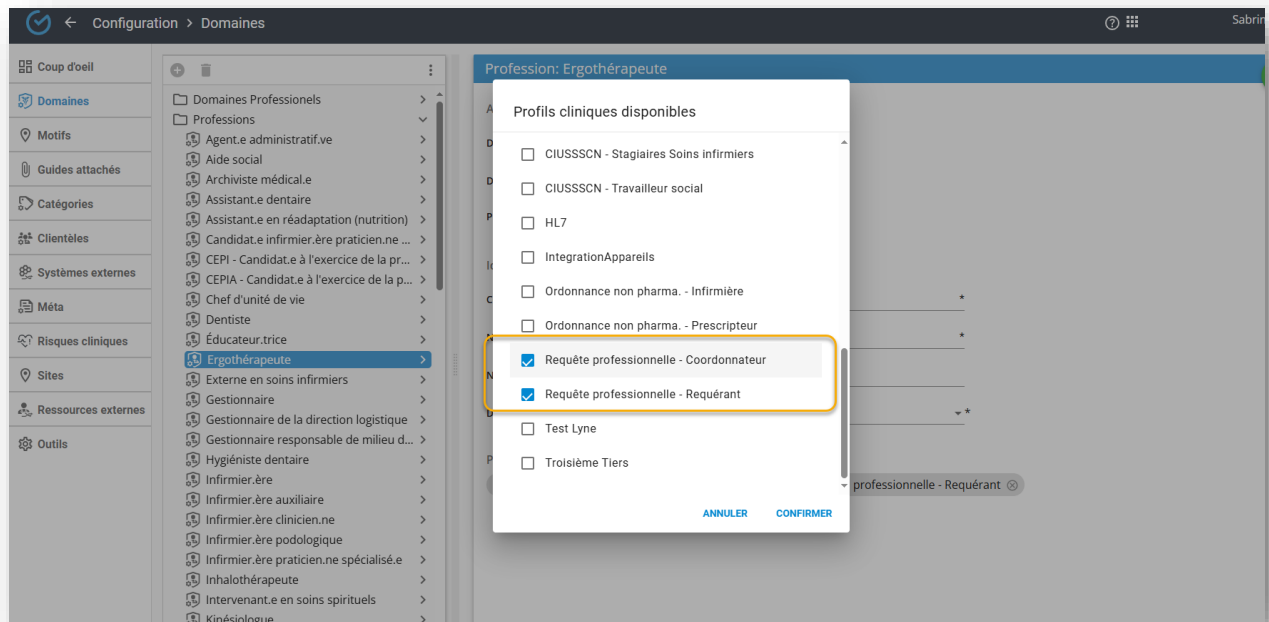 Configuration > Domaines
Sabrin
Coup d'oeil
Domaines
Motifs
Guides attachés
Catégories
Clientèles
Systèmes externes
Méta
Risques cliniques
Sites
Ressources externes
Outils
Domaines Professionels
Professions
Agent.e administratif.ve
Aide social
Archiviste médical.e
Assistant.e dentaire
Assistant.e en réadaptation (nutrition)
Candidat.e infirmier.ère praticien.ne ...
CEPI - Candidat.e à l'exercice de la pr...
CEPIA - Candidat.e à l'exercice de la p...
Chef d'unité de vie
Dentiste
Éducateur.trice
Ergothérapeute
Externe en soins infirmiers
Gestionnaire
Gestionnaire de la direction logistique
Gestionnaire responsable de milieu d...
Hygiéniste dentaire
Infirmier.ère
Infirmier.ère auxiliaire
Infirmier.ère clinicien.ne
Infirmier.ère podologique
Infirmier.ère praticien.ne spécialisé.e
Inhalothérapeute
Intervenant.e en soins spirituels
Kinésiologue
Profession: Ergothérapeute
Profils cliniques disponibles
CIUSSSCN - Stagiaires Soins infirmiers
CIUSSSCN - Travailleur social
HL7
IntegrationAppareils
Ordonnance non pharma. - Infirmière
Ordonnance non pharma. - Prescripteur
Requête professionnelle - Coordonnateur
Requête professionnelle - Requérant
Test Lyne
Troisième Tiers
ANNULER CONFIRMER
*
*
*
professionnelle - Requérant